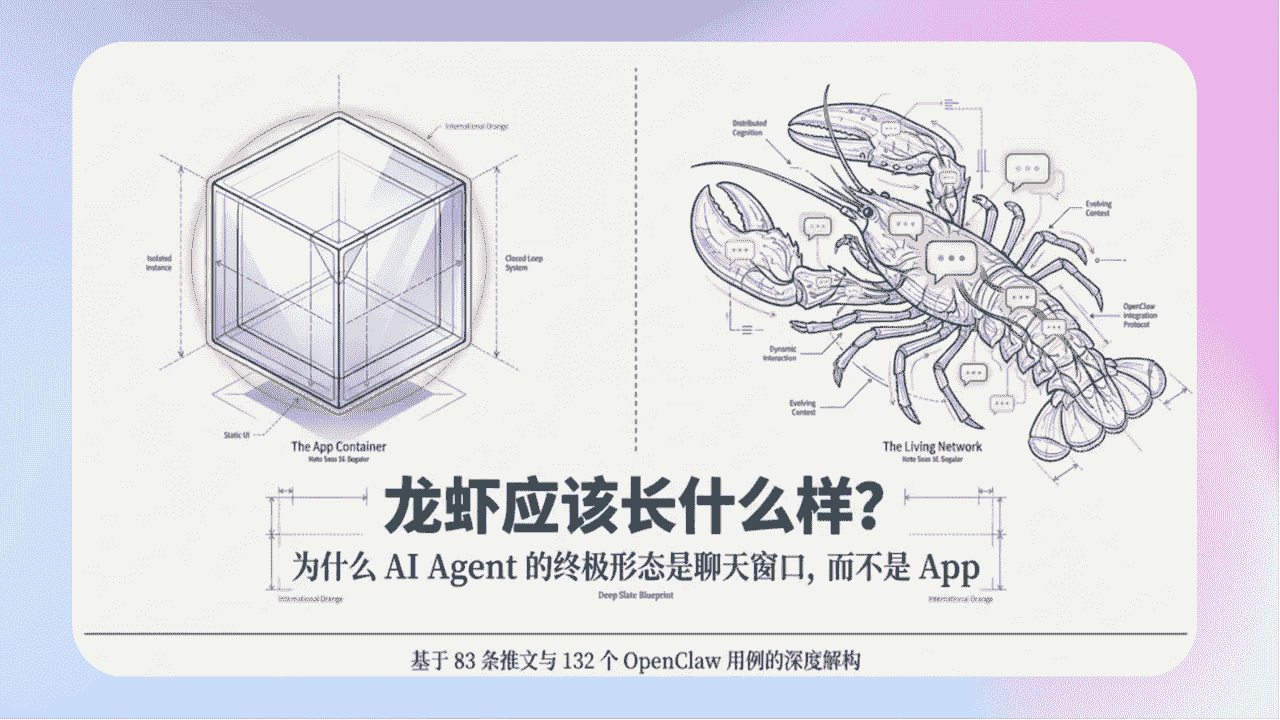 International Orange
Isolated
Instance
Closed Loop
System
Static UI
The App Container
Distributed
Cognition
Evolving
Contest
OpenClaw
Integration
Protocol
Dynamic
Interaction
Evolving
Contest
The Living Network
龙虾应该长什么样？
为什么 AI Agent 的终极形态是聊天窗口，而不是 App
International Orange
Deep Slate Blueprint
International Orange
基于 83 条推文与 132 个 OpenClaw 用例的深度解构